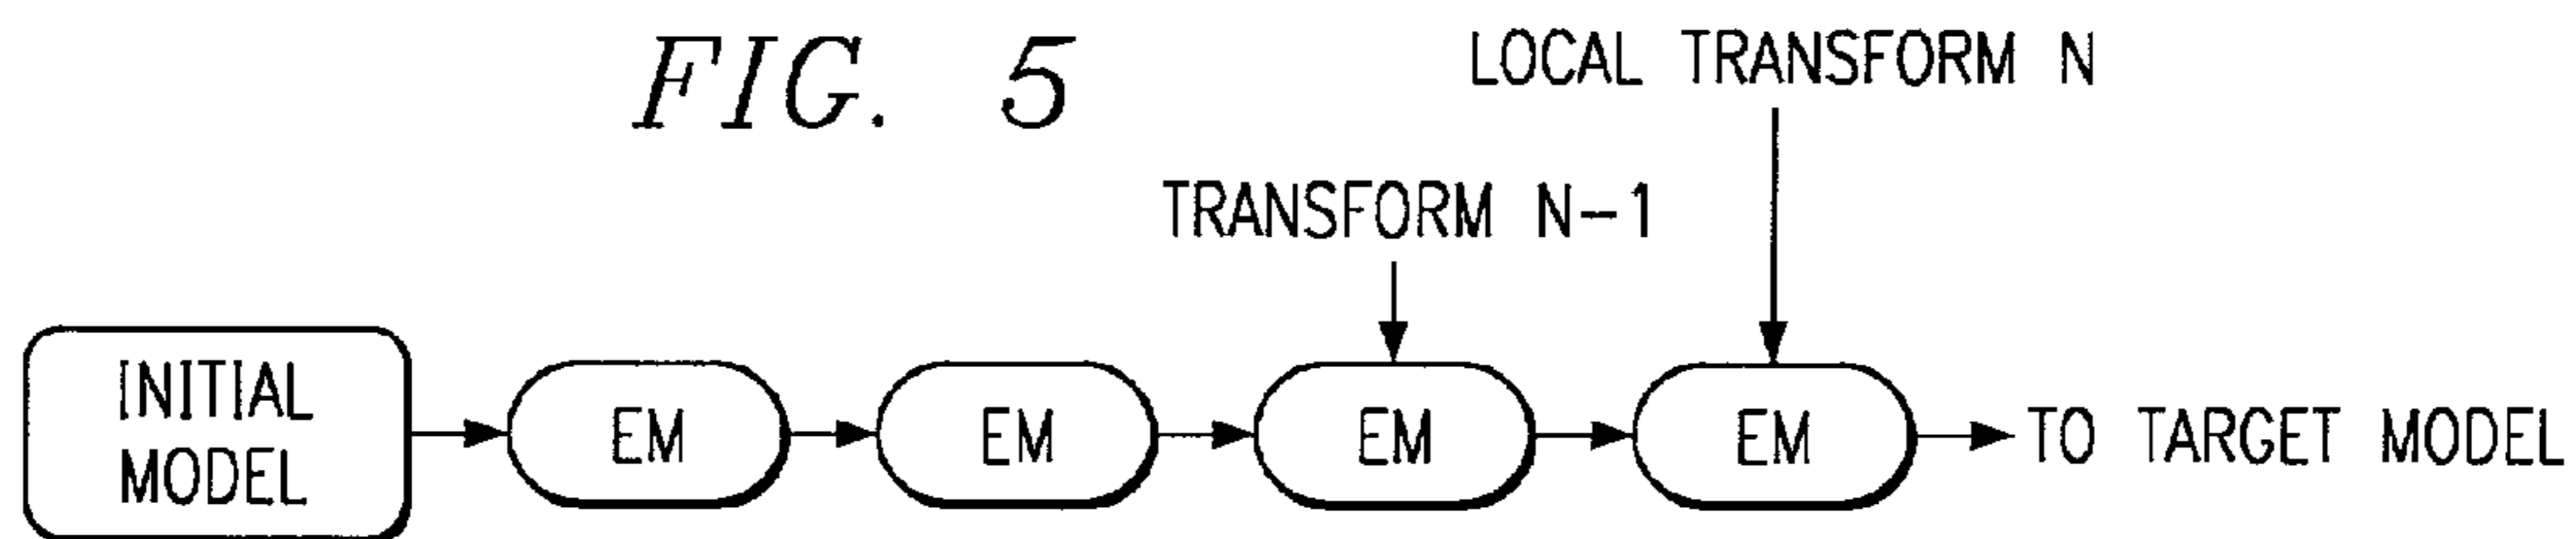 FIG. 5
LOCAL TRANSFORM N
TRANSFORM N-1
INITIAL
MODEL
EM
EM
EM
EM
TO TARGET MODEL